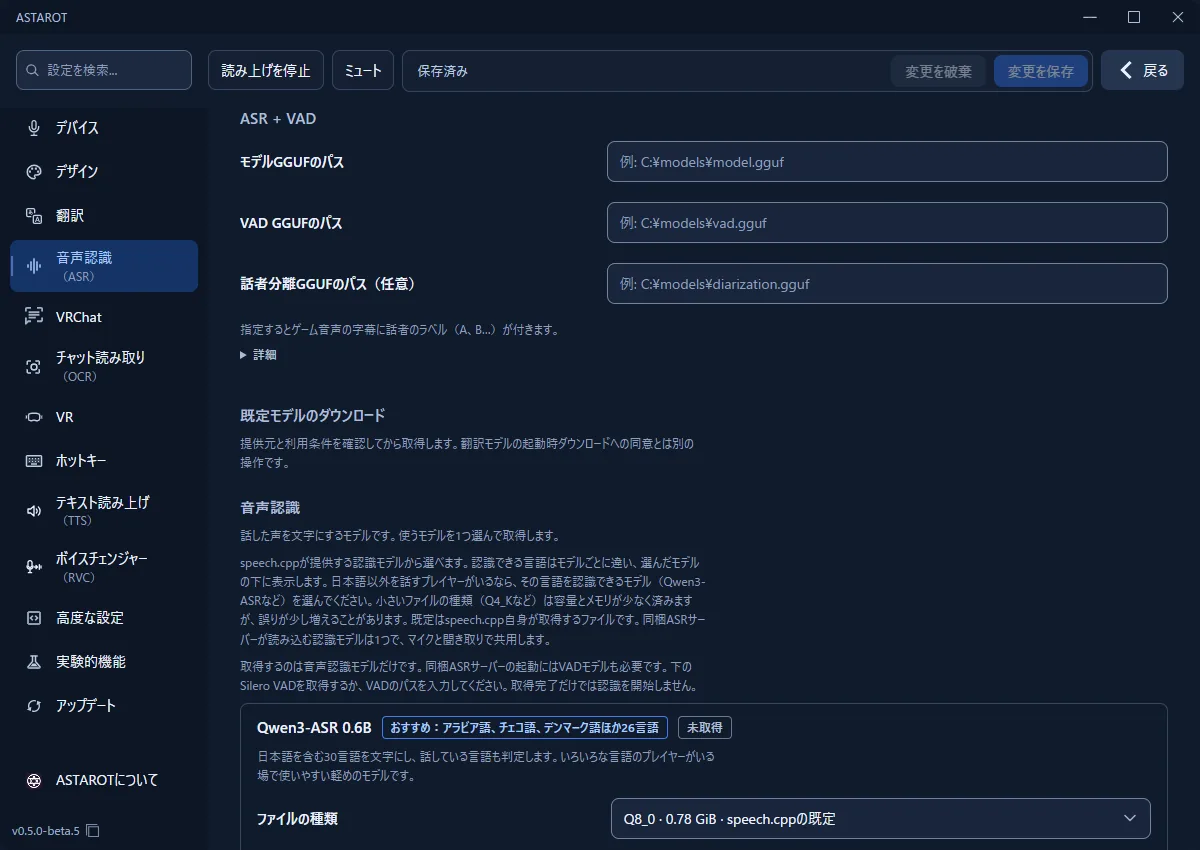 ASTAROT
設定を検索...
読み上げを停止
ミュート
保存済み
変更を破棄
変更を保存
戻る
デバイス
デザイン
翻訳
音声認識
（ASR）
VRChat
チャット読み取り
（OCR）
VR
ホットキー
テキスト読み上げ
（TTS）
ボイスチェンジャー
（RVC）
高度な設定
実験的機能
アップデート
ASTAROTについて
v0.5.0-beta.5
ASR + VAD
モデルGGUFのパス
例: C:¥models¥model.gguf
VAD GGUFのパス
例: C:¥models¥vad.gguf
話者分離GGUFのパス（任意）
例: C:¥models¥diarization.gguf
指定するとゲーム音声の字幕に話者のラベル（A、B...）が付きます。
詳細
既定モデルのダウンロード
提供元と利用条件を確認してから取得します。翻訳モデルの起動時ダウンロードへの同意とは別の
操作です。
音声認識
話した声を文字にするモデルです。使うモデルを1つ選んで取得します。
speech.cppが提供する認識モデルから選べます。認識できる言語はモデルごとに違い、選んだモデル
の下に表示します。日本語以外を話すプレイヤーがいるなら、その言語を認識できるモデル（Qwen3-
ASRなど）を選んでください。小さいファイルの種類（Q4_Kなど）は容量とメモリが少なく済みます
が、誤りが少し増えることがあります。既定はspeech.cpp自身が取得するファイルです。同梱ASRサー
バーが読み込む認識モデルは1つで、マイクと聞き取りで共用します。
取得するのは音声認識モデルだけです。同梱ASRサーバーの起動にはVADモデルも必要です。下の
Silero VADを取得するか、VADのパスを入力してください。取得完了だけでは認識を開始しません。
Qwen3-ASR 0.6B
おすすめ：アラビア語、チェコ語、デンマーク語ほか26言語
未取得
日本語を含む30言語を文字にし、話している言語も判定します。いろいろな言語のプレイヤーがいる
場で使いやすい軽めのモデルです。
ファイルの種類
Q8_0 · 0.78 GiB · speech.cppの既定